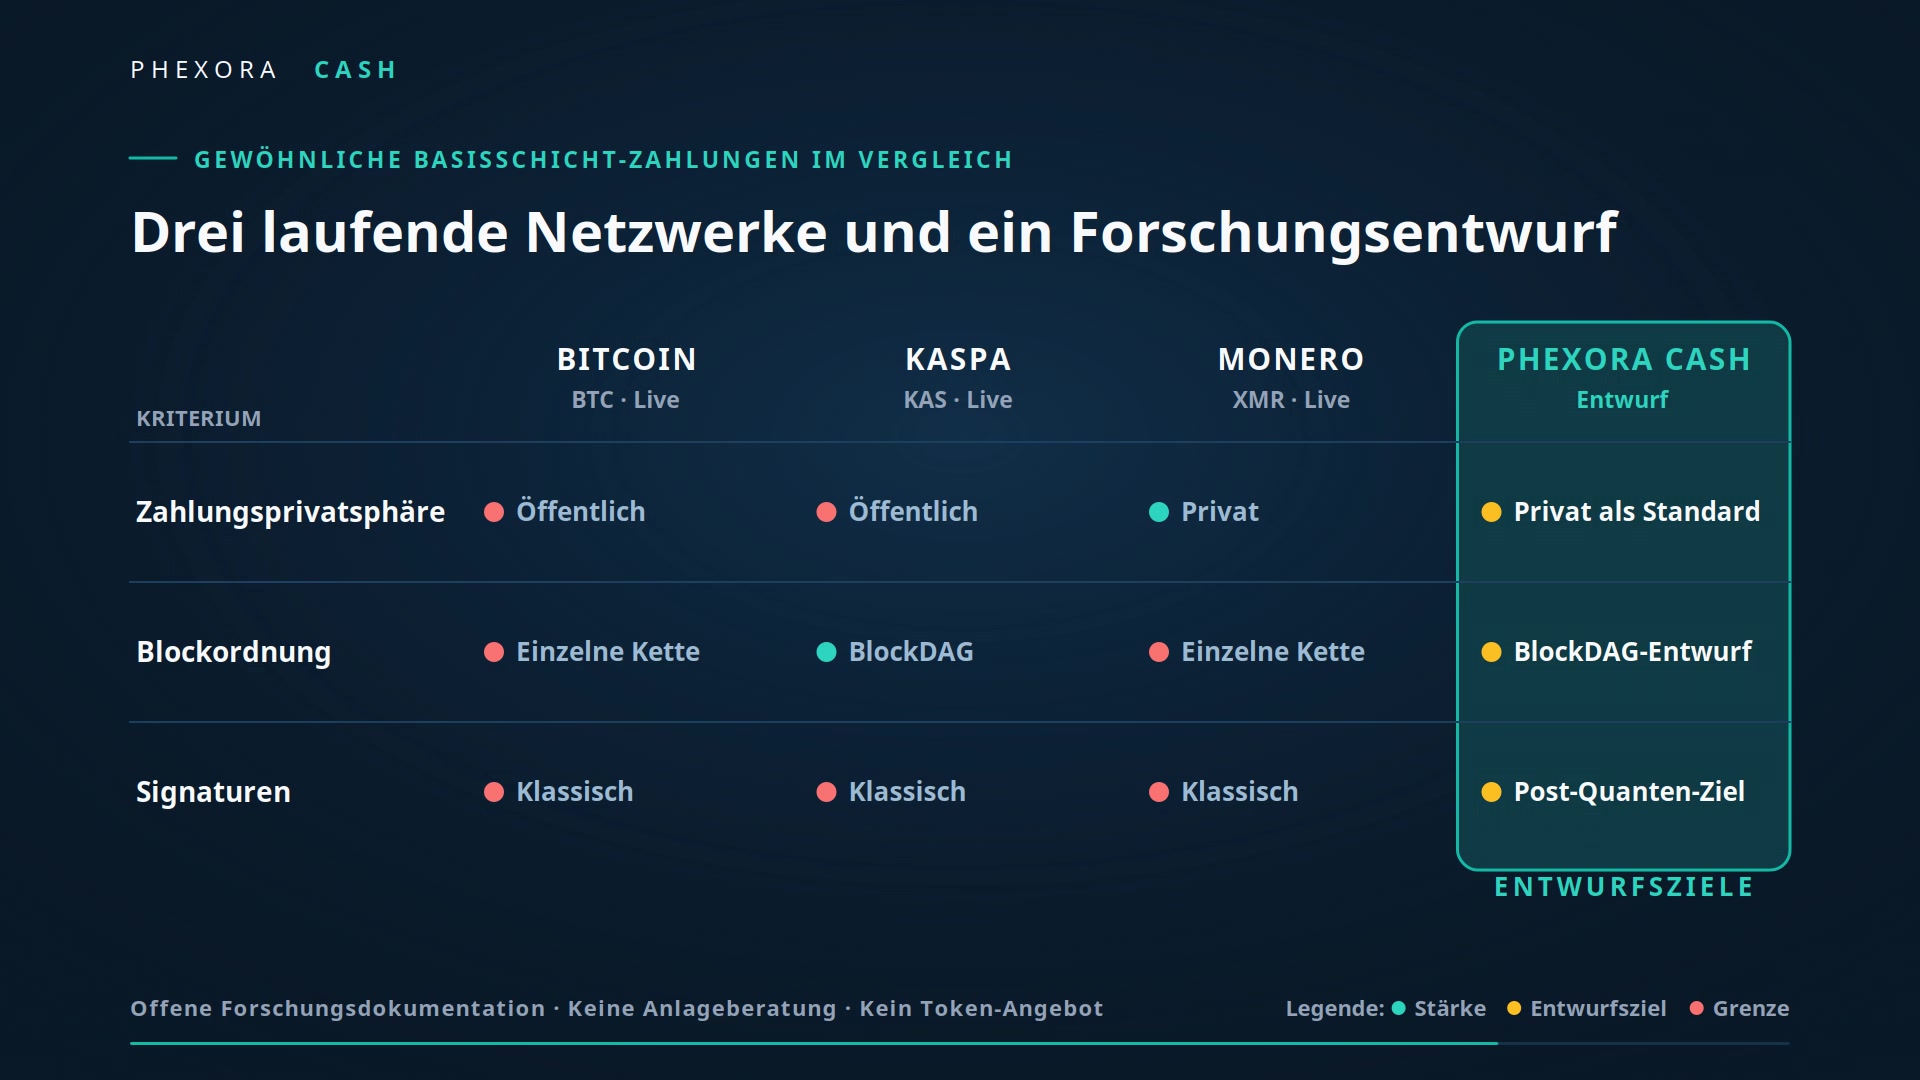 PHEXORA CASH
GEWÖHNLICHE BASISSCHICHT-ZAHLUNGEN IM VERGLEICH
Drei laufende Netzwerke und ein Forschungsentwurf
BITCOIN KASPA MONERO PHEXORA CASH
BTC · Live KAS · Live XMR · Live Entwurf
KRITERIUM
Zahlungsprivatsphäre Öffentlich Öffentlich Privat Privat als Standard
Blockordnung Einzelne Kette BlockDAG Einzelne Kette BlockDAG-Entwurf
Signaturen Klassisch Klassisch Klassisch Post-Quanten-Ziel
ENTWURFSZIELE
Offene Forschungsdokumentation · Keine Anlageberatung · Kein Token-Angebot Legende: Stärke Entwurfsziel Grenze